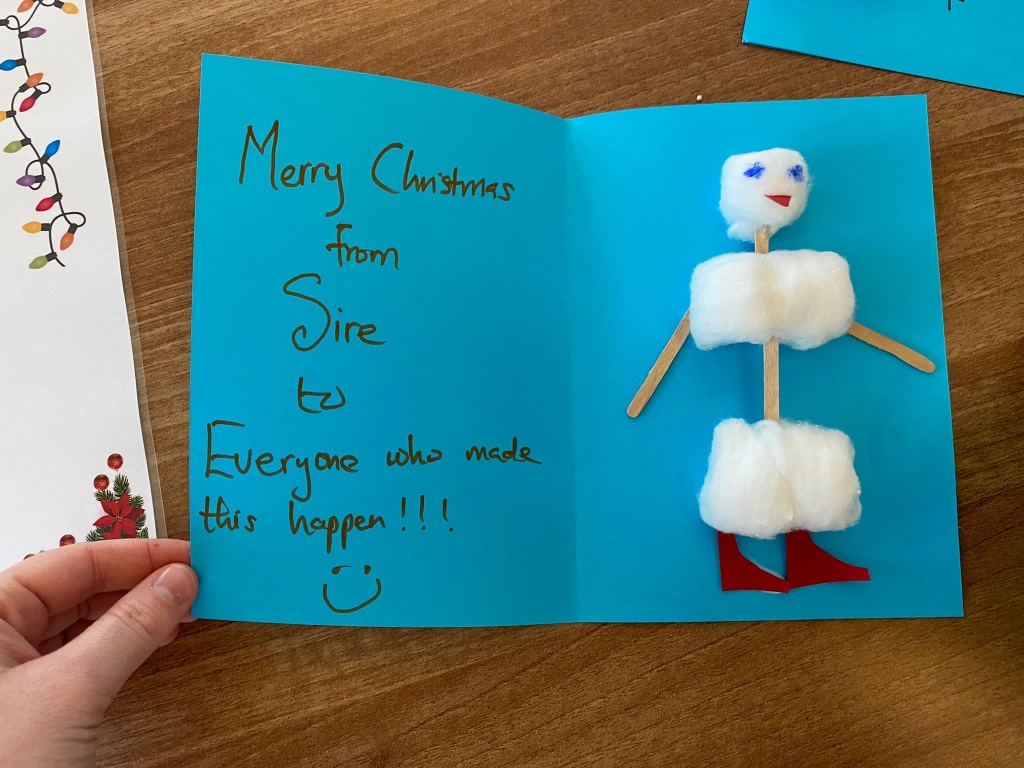 Merry Christmas
from
Sire
to
Everyone who made
this happen!!!